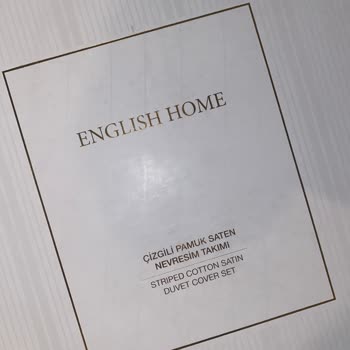 ENGLISH HOME
ÇİZGİLİ PAMUK SATEN
NEVRESİM TAKIMI
STRIPED COTTON SATIN
DUVET COVER SET